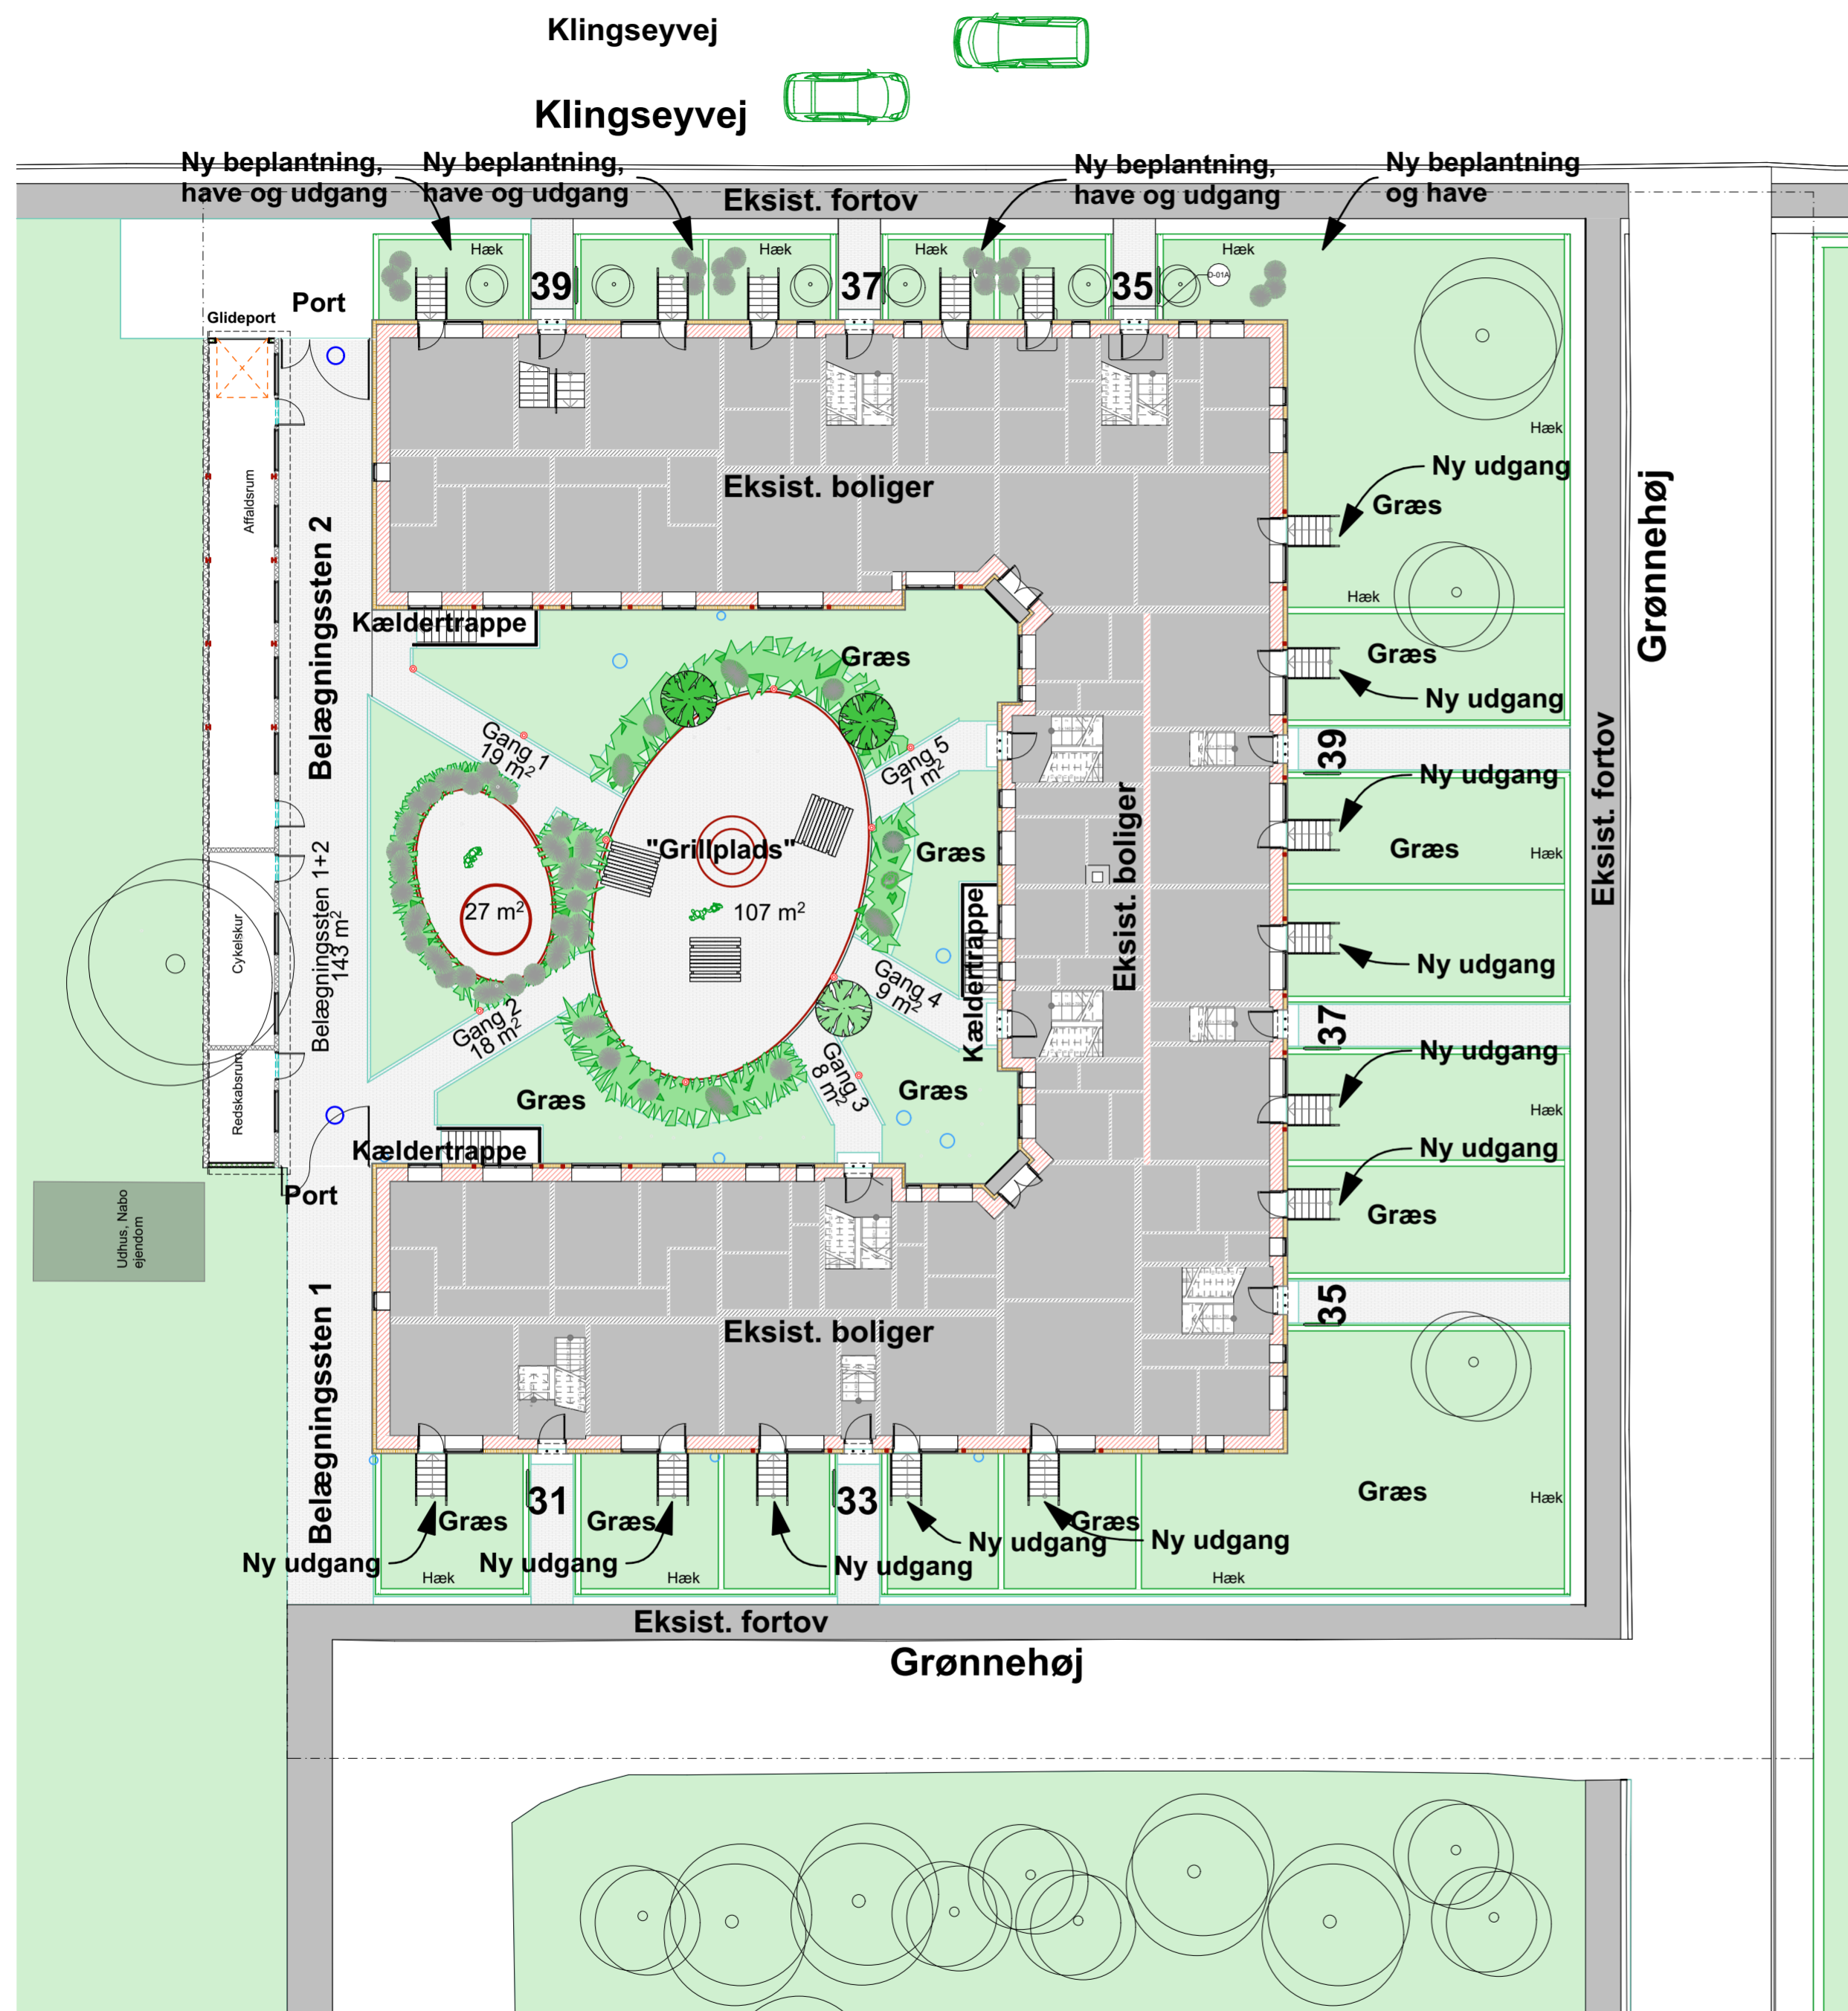 Klingseyvej
Klingseyvej
Ny beplantning,
have og udgang
Ny beplantning,
have og udgang
Ny beplantning,
have og udgang
Ny beplantning
og have
Eksist. fortov
Hæk
Hæk
Hæk
Hæk
Hæk
39
37
35
D-01A
Port
Glideport
Hæk
Ny udgang
Græs
Eksist. boliger
Affaldsrum
Belægningssten 2
Grønnehøj
Hæk
Kældertrappe
Græs
Græs
Ny udgang
Gang 1
19 m²
Gang 5
7 m²
39
Eksist. fortov
Ny udgang
"Grillplads"
Græs
Eksist. boliger
Græs
Hæk
27 m²
107 m²
Kældertrappe
Cykelskur
Belægningssten 1+2
143 m²
Ny udgang
Gang 4
9 m²
Gang 2
18 m²
37
Ny udgang
Gang 3
8 m²
Redskabsrum
Græs
Græs
Hæk
Kældertrappe
Ny udgang
Port
Udhus, Nabo
ejendom
Græs
35
Belægningssten 1
Eksist. boliger
31
33
Græs
Hæk
Græs
Græs
Græs
Ny udgang
Ny udgang
Ny udgang
Ny udgang
Ny udgang
Hæk
Hæk
Hæk
Eksist. fortov
Grønnehøj